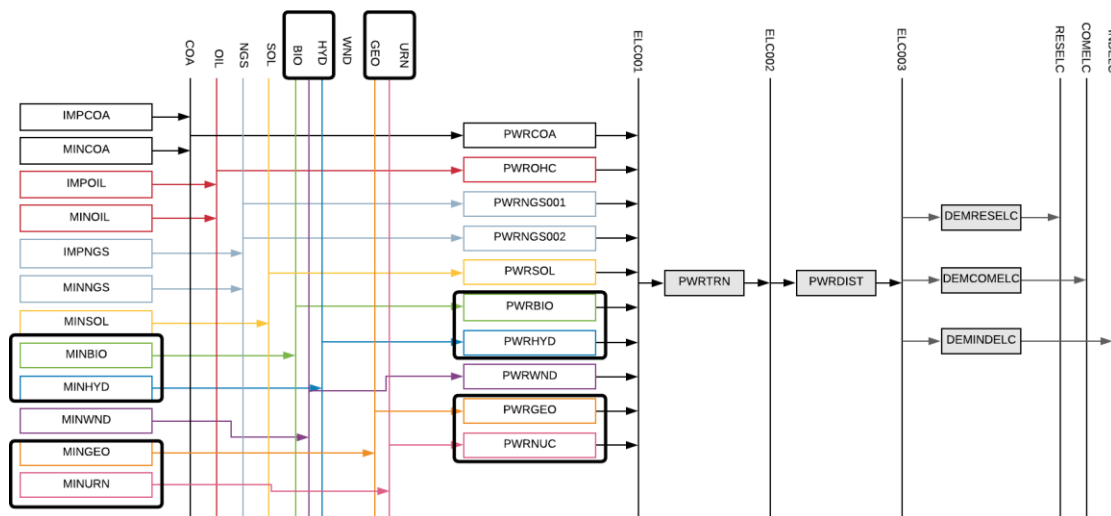 COA
OIL
NGS
SOL
BIO
HYD
WND
GEO
URN
ELC001
ELC002
ELC003
RESELC
COMELC
INDELC
IMPCOA
MINCOA
IMPOIL
MINOIL
IMPNGS
MINNGS
MINSOL
MINBIO
MINHYD
MINWND
MINGEO
MINURN
PWRCOA
PWROHC
PWRNGS001
PWRNGS002
PWRSOL
PWRBIO
PWRHYD
PWRWND
PWRGEO
PWRNUC
PWRTRN
PWRDIST
DEMRESELC
DEMCOMELC
DEMINDELC